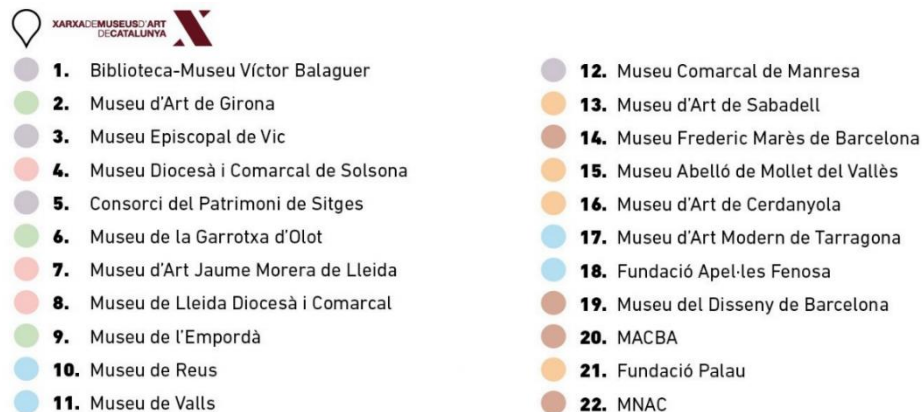 XARXADEMUSEUSD'ART
DECATALUNYA
1. Biblioteca-Museu Víctor Balaguer
2. Museu d'Art de Girona
3. Museu Episcopal de Vic
4. Museu Diocesà i Comarcal de Solsona
5. Consorci del Patrimoni de Sitges
6. Museu de la Garrotxa d'Olot
7. Museu d'Art Jaume Morera de Lleida
8. Museu de Lleida Diocesà i Comarcal
9. Museu de l'Empordà
10. Museu de Reus
11. Museu de Valls
12. Museu Comarcal de Manresa
13. Museu d'Art de Sabadell
14. Museu Frederic Marès de Barcelona
15. Museu Abelló de Mollet del Vallès
16. Museu d'Art de Cerdanyola
17. Museu d'Art Modern de Tarragona
18. Fundació Apel·les Fenosa
19. Museu del Disseny de Barcelona
20. MACBA
21. Fundació Palau
22. MNAC